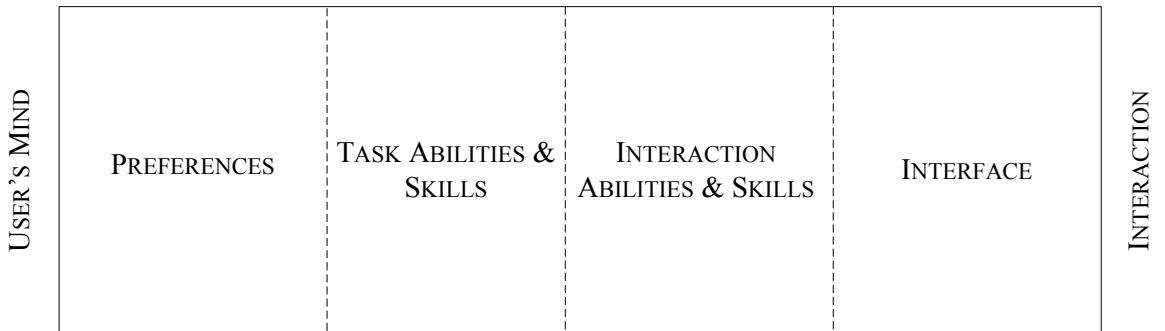 USER'S MIND
PREFERENCES
TASK ABILITIES &
SKILLS
INTERACTION
ABILITIES & SKILLS
INTERFACE
INTERACTION